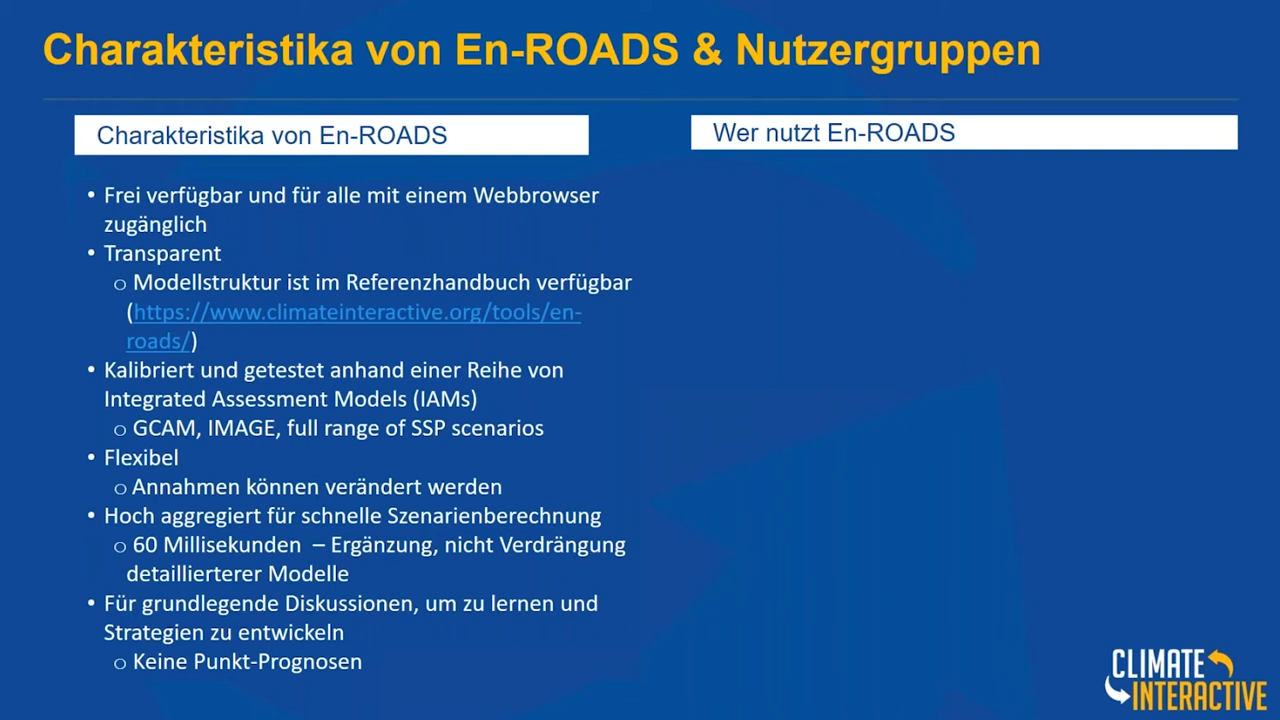 Charakteristika von En-ROADS & Nutzergruppen
Charakteristika von En-ROADS
• Frei verfügbar und für alle mit einem Webbrowser
zugänglich
• Transparent
o Modellstruktur ist im Referenzhandbuch verfügbar
(https://www.climateinteractive.org/tools/en-
roads/)
• Kalibriert und getestet anhand einer Reihe von
Integrated Assessment Models (IAMs)
o GCAM, IMAGE, full range of SSP scenarios
• Flexibel
o Annahmen können verändert werden
• Hoch aggregiert für schnelle Szenarienberechnung
o 60 Millisekunden – Ergänzung, nicht Verdrängung
detaillierterer Modelle
• Für grundlegende Diskussionen, um zu lernen und
Strategien zu entwickeln
o Keine Punkt-Prognosen
Wer nutzt En-ROADS
CLIMATE
INTERACTIVE